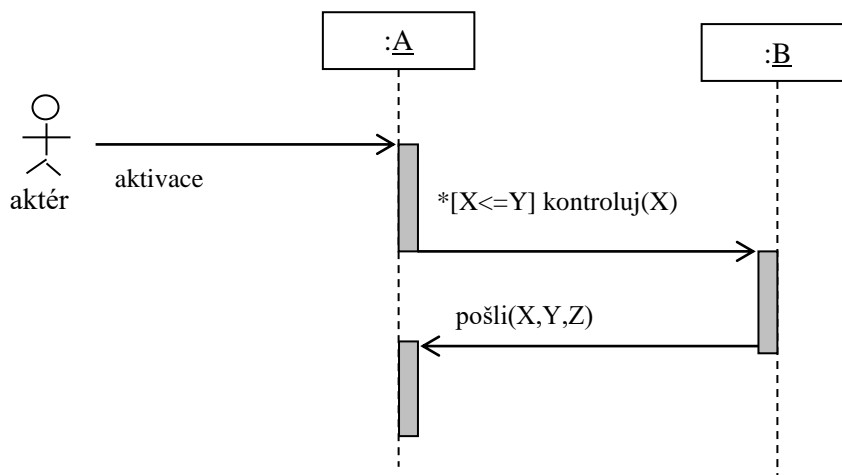 :A
:B
aktér
aktivace
*[X<=Y] kontroluj(X)
pošli(X,Y,Z)